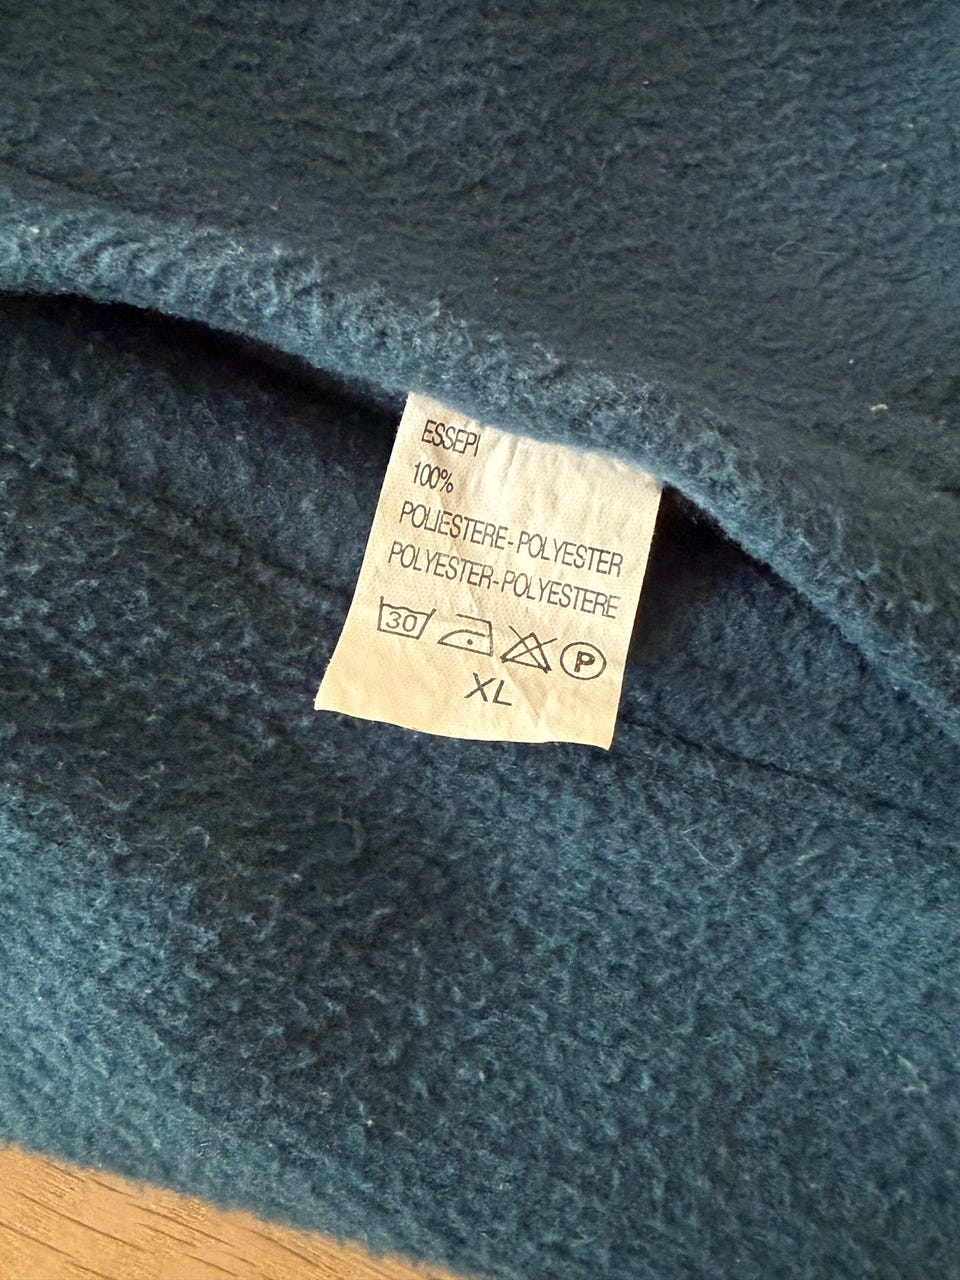 ESSEPI
100%
POLIESTERE-POLYESTER
POLYESTER-POLYESTERE
30 P
XL